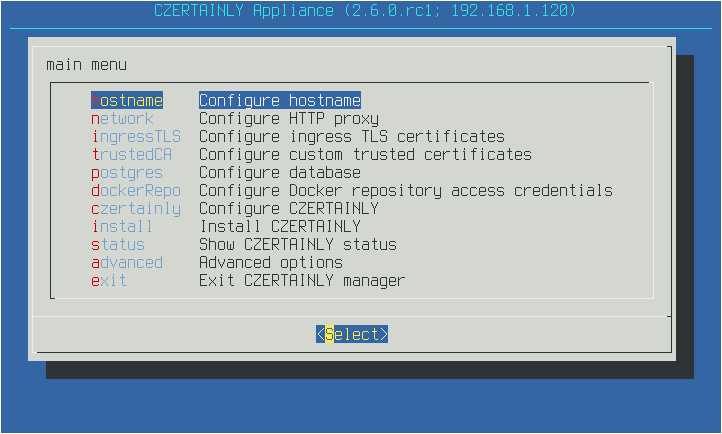 CZERTAINLY Appliance (2.6.0.rc1; 192.168.1.120)
main menu
hostname Configure hostname
network Configure HTTP proxy
ingressTLS Configure ingress TLS certificates
trustedCA Configure custom trusted certificates
postgres Configure database
dockerRepo Configure Docker repository access credentials
czertainly Configure CZERTAINLY
install Install CZERTAINLY
status Show CZERTAINLY status
advanced Advanced options
exit Exit CZERTAINLY manager
<Select>